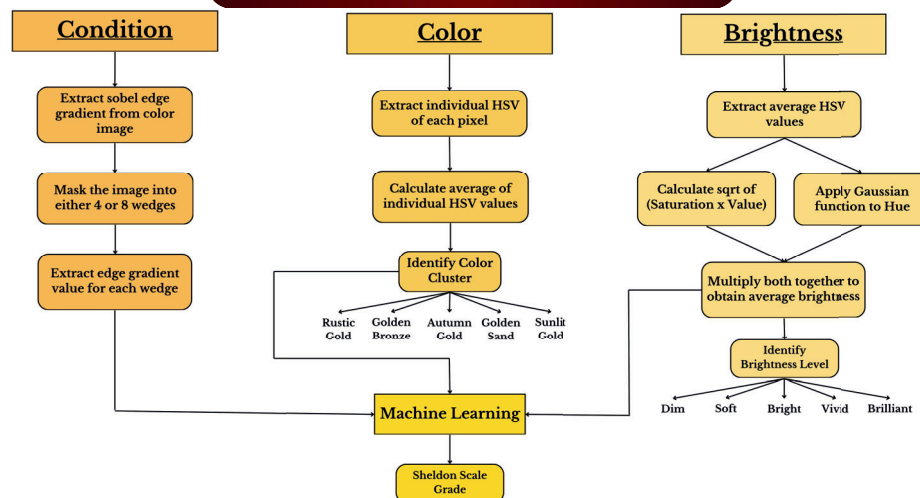 Condition
Extract sobel edge
gradient from color
image
Mask the image into
either 4 or 8 wedges
Extract edge gradient
value for each wedge
Color
Extract individual HSV
of each pixel
Calculate average of
individual HSV values
Identify Color
Cluster
Rustic
Gold
Golden
Bronze
Autumn
Gold
Golden
Sand
Sunlit
Gold
Brightness
Extract average HSV
values
Calculate sqrt of
(Saturation x Value)
Apply Gaussian
function to Hue
Multiply both together to
obtain average brightness
Identify
Brightness Level
Dim
Soft
Bright
Vivid
Brilliant
Machine Learning
Sheldon Scale
Grade